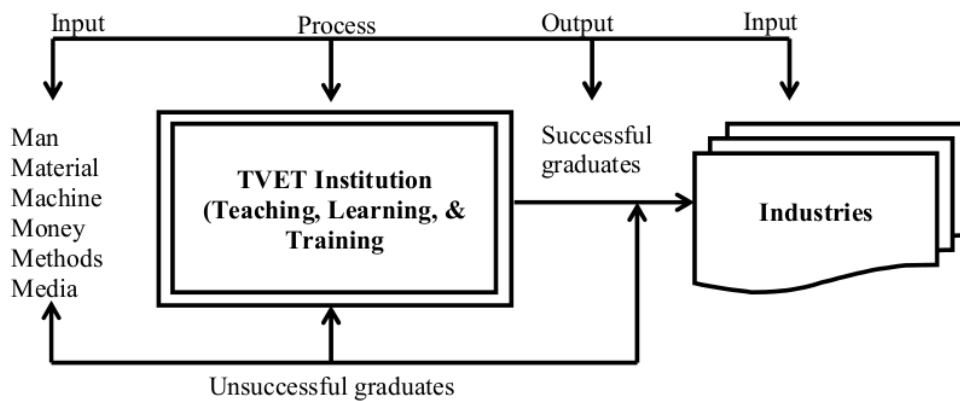 Input
Process
Output
Input
Man
Material
Machine
Money
Methods
Media
TVET Institution
(Teaching, Learning, &
Training
Successful
graduates
Industries
Unsuccessful graduates